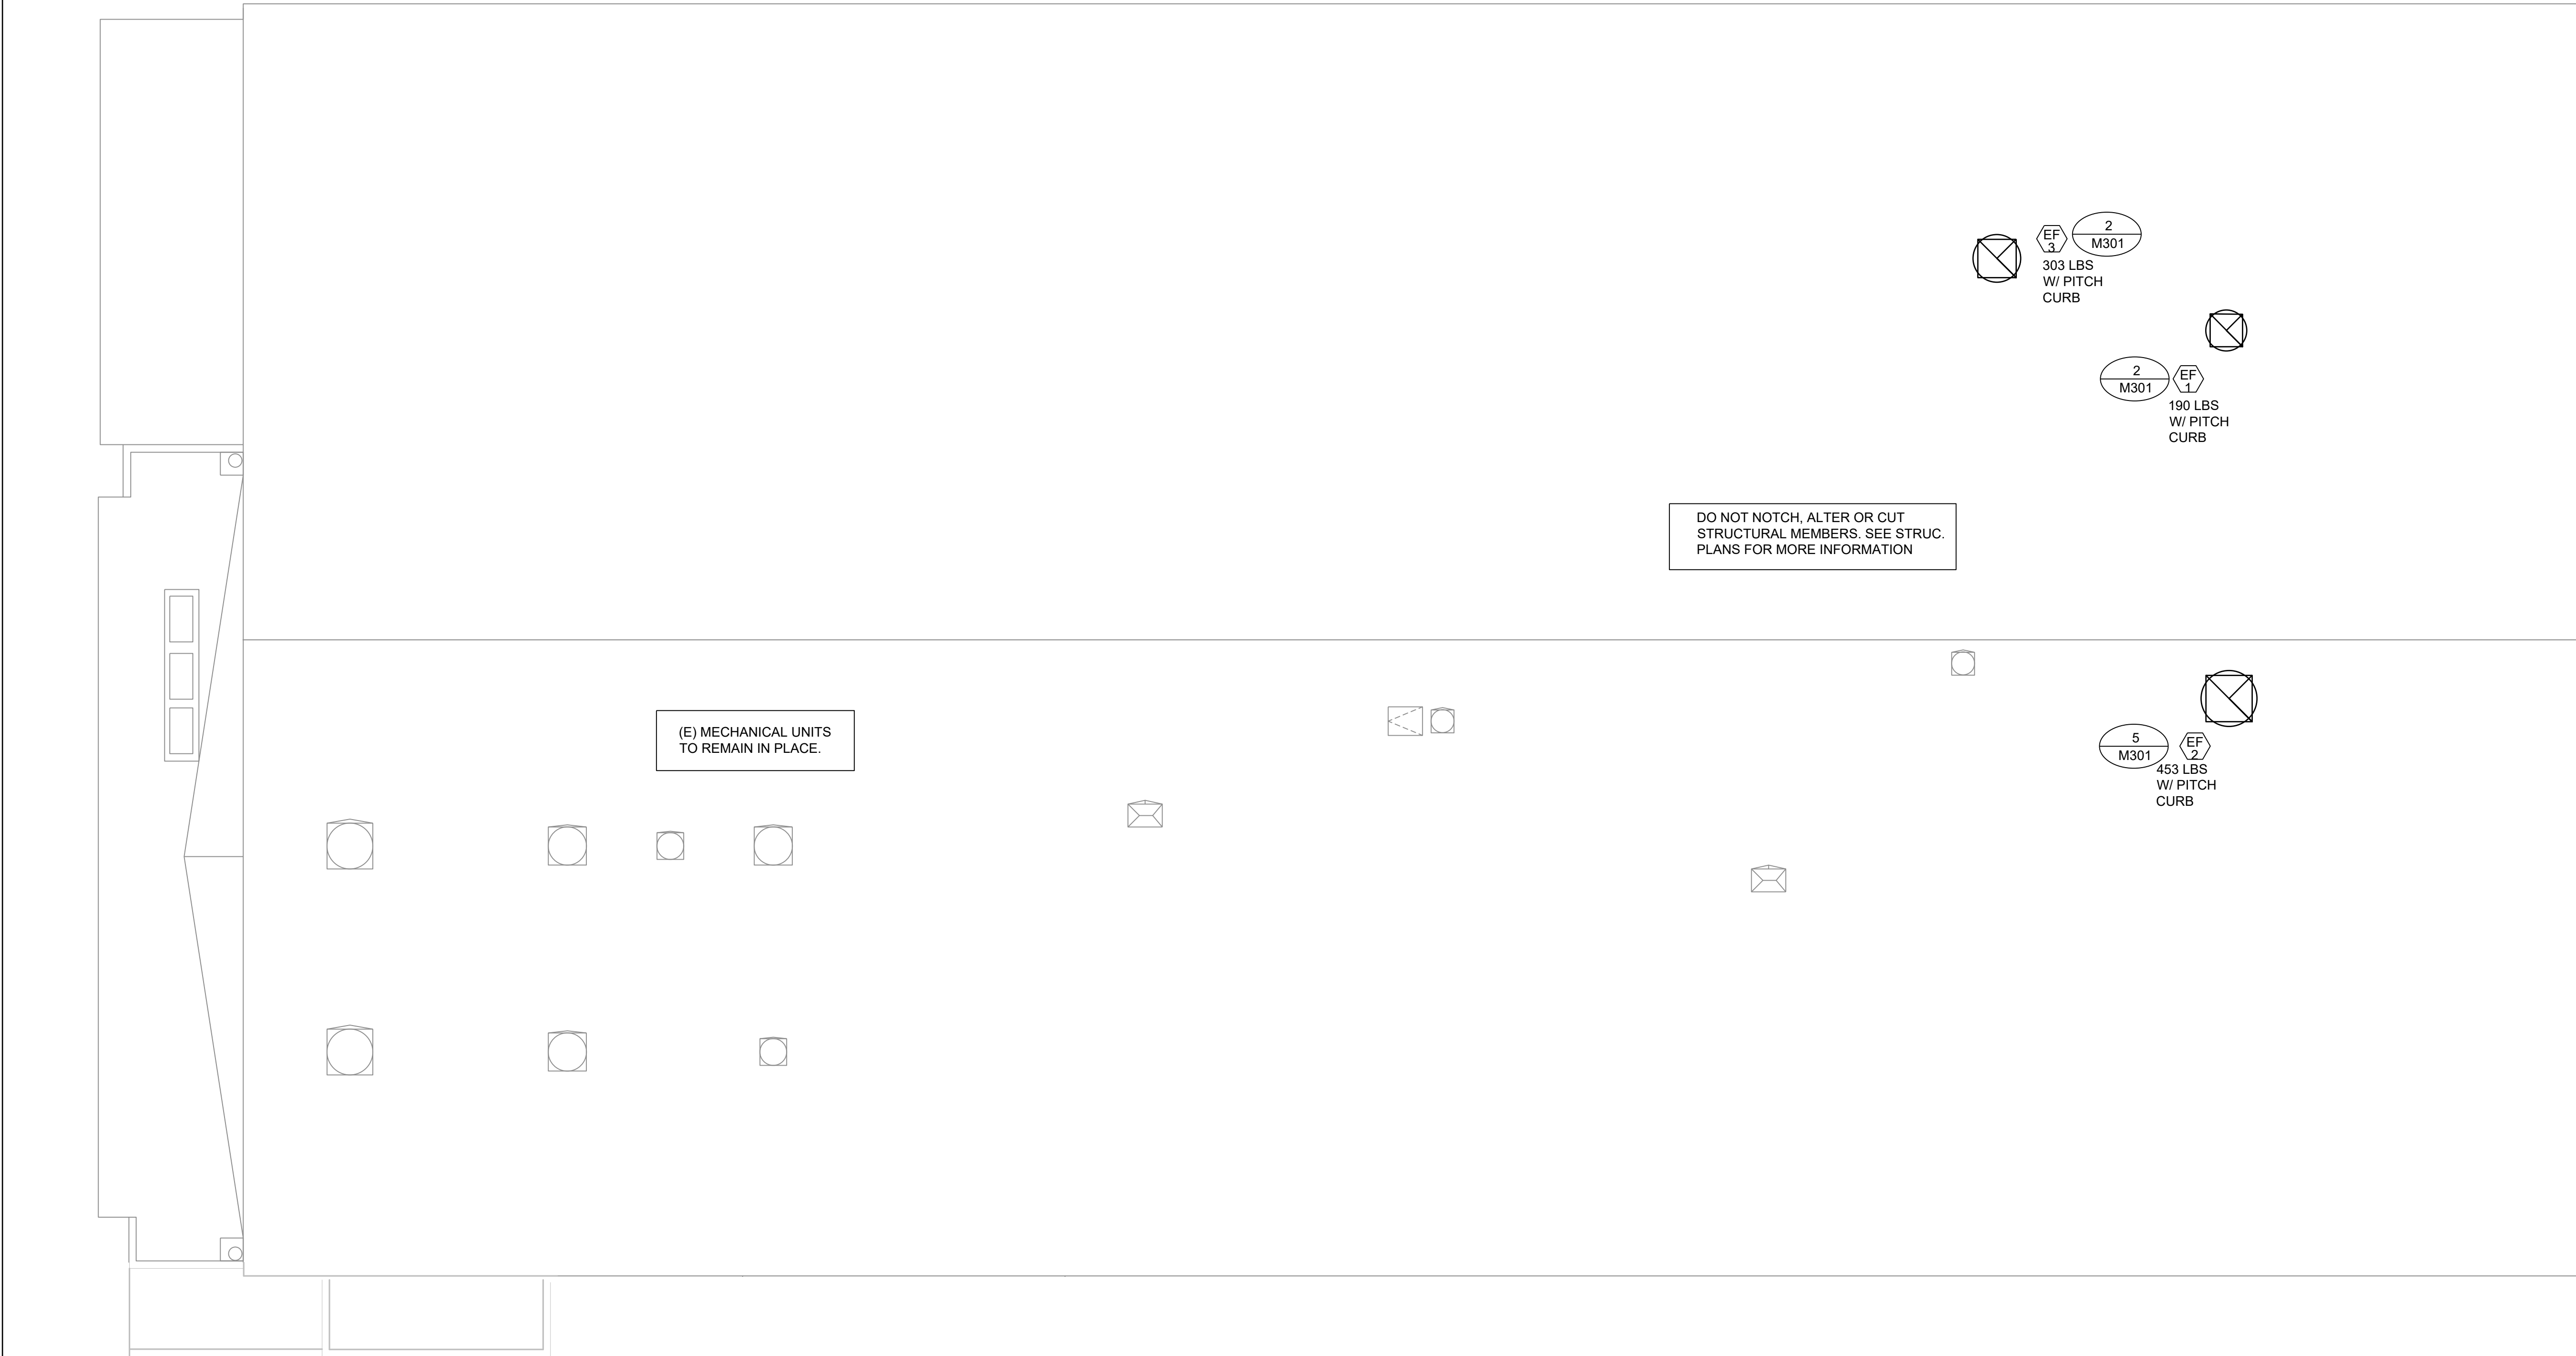 2
M301
EF
3
303 LBS
W/ PITCH
CURB
2
M301
EF
1
190 LBS
W/ PITCH
CURB
DO NOT NOTCH, ALTER OR CUT
STRUCTURAL MEMBERS. SEE STRUC.
PLANS FOR MORE INFORMATION
(E) MECHANICAL UNITS
TO REMAIN IN PLACE.
5
M301
EF
2
453 LBS
W/ PITCH
CURB